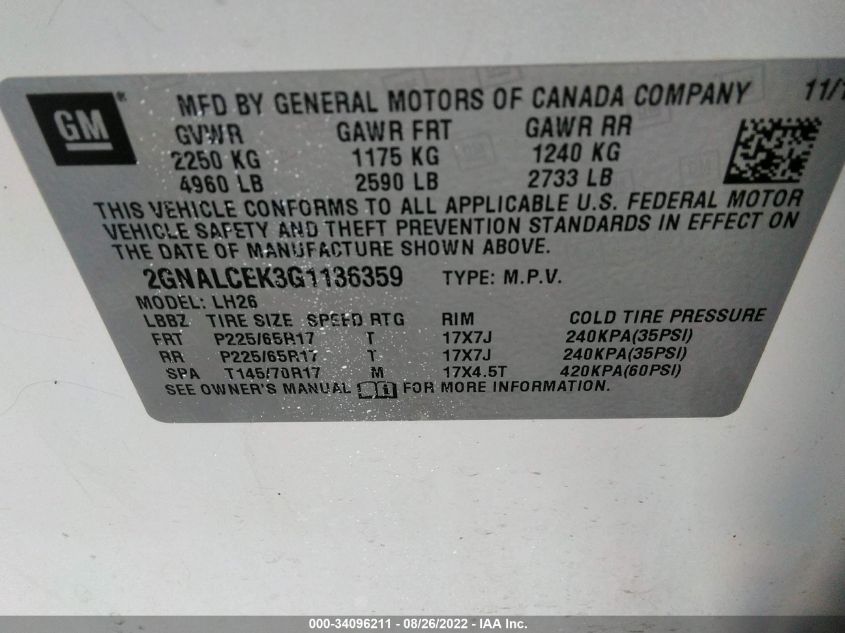 GM® MFD BY GENERAL MOTORS OF CANADA COMPANY 11/1
GVWR GAWR FRT GAWR RR
2250 KG 1175 KG 1240 KG
4960 LB 2590 LB 2733 LB
THIS VEHICLE CONFORMS TO ALL APPLICABLE U.S. FEDERAL MOTOR
VEHICLE SAFETY AND THEFT PREVENTION STANDARDS IN EFFECT ON
THE DATE OF MANUFACTURE SHOWN ABOVE.
2GNALCEK3G1136359 TYPE: M.P.V.
MODEL: LH26
LBBZ TIRE SIZE SPEED RTG RIM COLD TIRE PRESSURE
FRT P225/65R17 T 17X7J 240KPA(35PSI)
RR P225/65R17 T 17X7J 240KPA(35PSI)
SPA T145/70R17 M 17X4.5T 420KPA(60PSI)
SEE OWNER'S MANUAL FOR MORE INFORMATION.
000-34096211 - 08/26/2022 - IAA Inc.